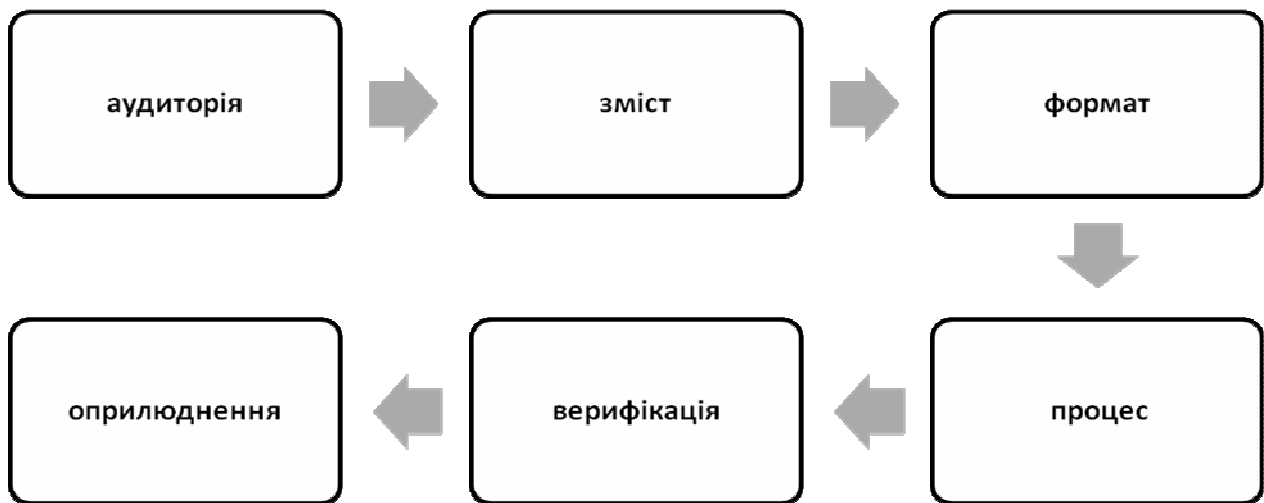 аудиторія
зміст
формат
процес
верифікація
оприлюднення